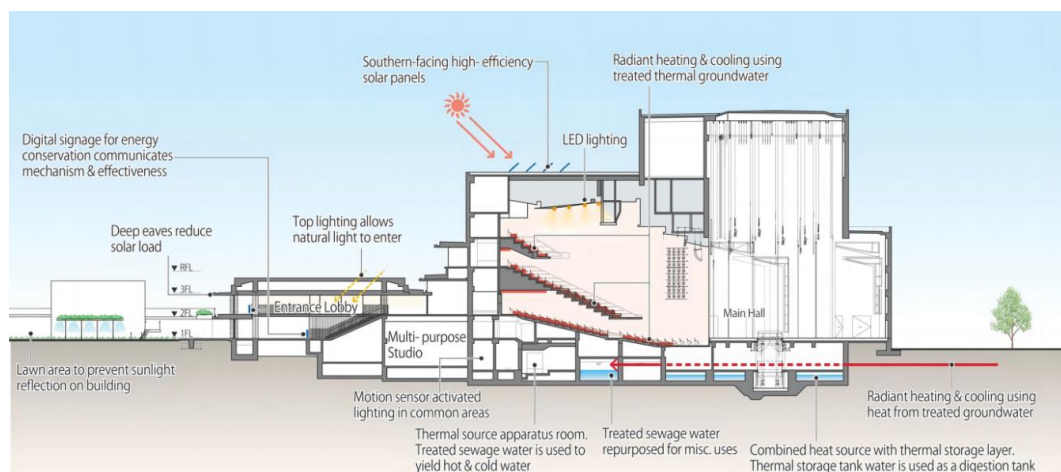 Southern-facing high- efficiency
solar panels
Radiant heating & cooling using
treated thermal groundwater
Digital signage for energy
conservation communicates
mechanism & effectiveness
LED lighting
Deep eaves reduce
solar load
Top lighting allows
natural light to enter
▼ RFL
▼ 3FL
▼ 2FL
▼ 1FL
Entrance Lobby
Multi- purpose
Studio
Main Hall
Lawn area to prevent sunlight
reflection on building
Motion sensor activated
lighting in common areas
Thermal source apparatus room.
Treated sewage water is used to
yield hot & cold water
Treated sewage water
repurposed for misc. uses
Radiant heating & cooling using
heat from treated groundwater
Combined heat source with thermal storage layer.
Thermal storage tank water is used as a digestion tank